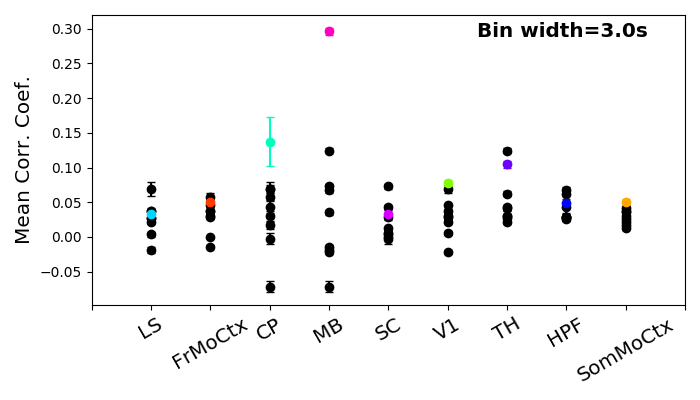 Bin width=3.0s
Mean Corr. Coef.
0.30
0.25
0.20
0.15
0.10
0.05
0.00
−0.05
LS FrMoCtx CP MB SC V1 TH HPF SomMoCtx